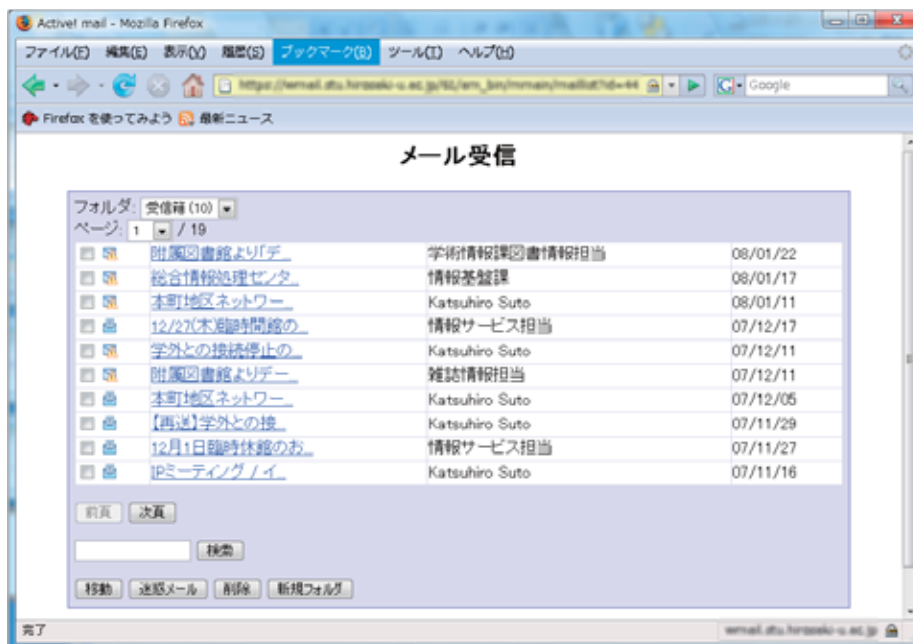 Active! mail - Mozilla Firefox
ファイル(F) 編集(E) 表示(V) 履歴(S) ブックマーク(B) ツール(T) ヘルプ(H)
Google
Firefox を使ってみよう 最新ニュース
メール受信
フォルダ: 受信箱 (10)
ページ: 1 / 19
附属図書館より「デ... 学術情報課図書情報担当 08/01/22
総合情報処理センタ... 情報基盤課 08/01/17
本町地区ネットワー... Katsuhiro Suto 08/01/11
12/27(木)臨時閉館の... 情報サービス担当 07/12/17
学外との接続停止の... Katsuhiro Suto 07/12/11
附属図書館よりデー... 雑誌情報担当 07/12/11
本町地区ネットワー... Katsuhiro Suto 07/12/05
【再送】学外との接... Katsuhiro Suto 07/11/29
12月1日臨時休館のお... 情報サービス担当 07/11/27
IPミーティング / イ... Katsuhiro Suto 07/11/16
前頁 次頁
検索
移動 迷惑メール 削除 新規フォルダ
完了